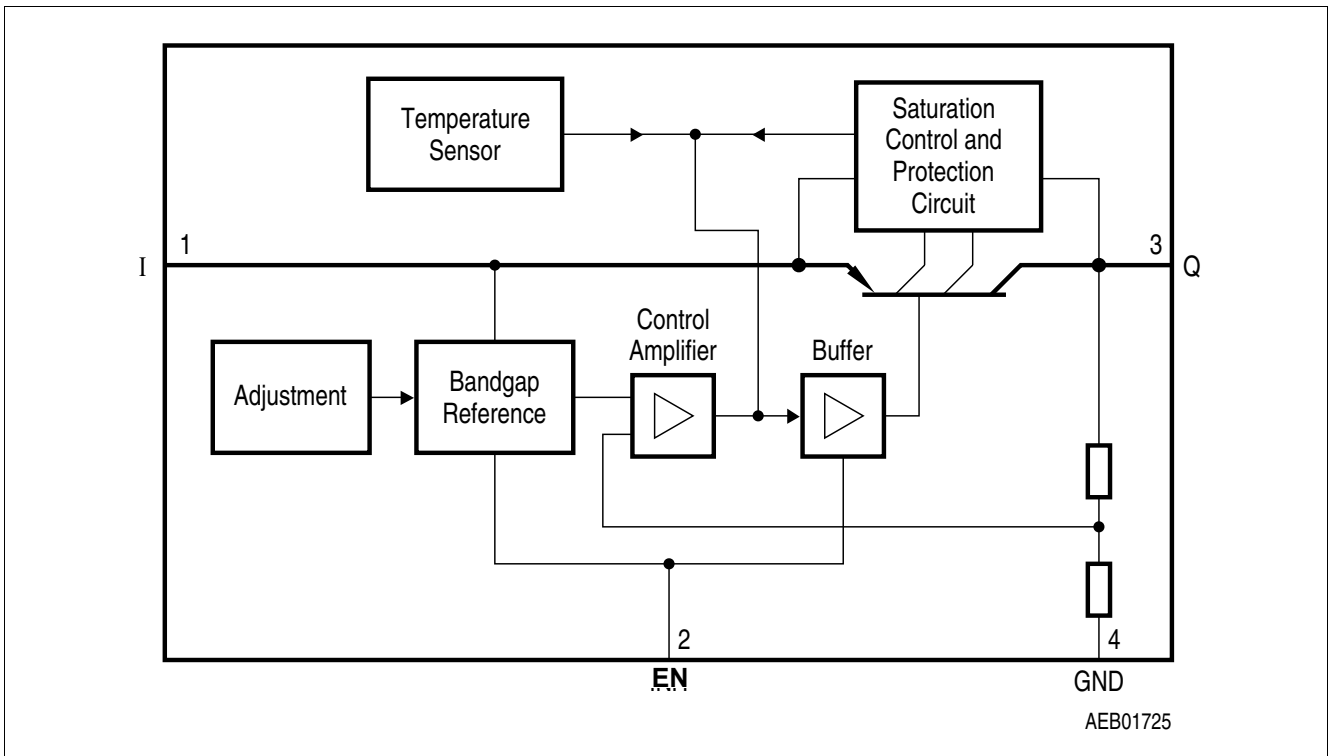 Temperature
Sensor
Saturation
Control and
Protection
Circuit
1
3
I
Q
Control
Amplifier
Buffer
Adjustment
Bandgap
Reference
2
4
EN
GND
AEB01725